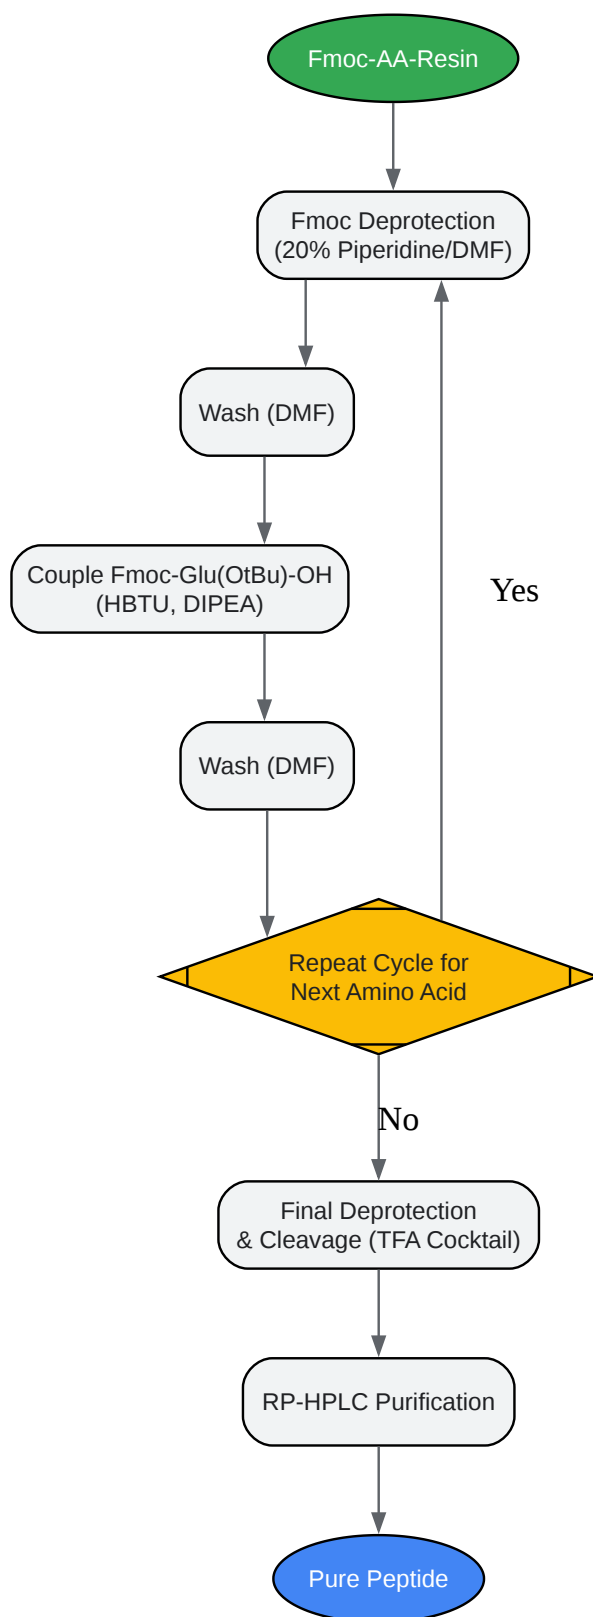 Fmoc-AA-Resin
Fmoc Deprotection
(20% Piperidine/DMF)
Wash (DMF)
Couple Fmoc-Glu(OtBu)-OH
(HBTU, DIPEA)
Yes
Wash (DMF)
Repeat Cycle for
Next Amino Acid
No
Final Deprotection
& Cleavage (TFA Cocktail)
RP-HPLC Purification
Pure Peptide